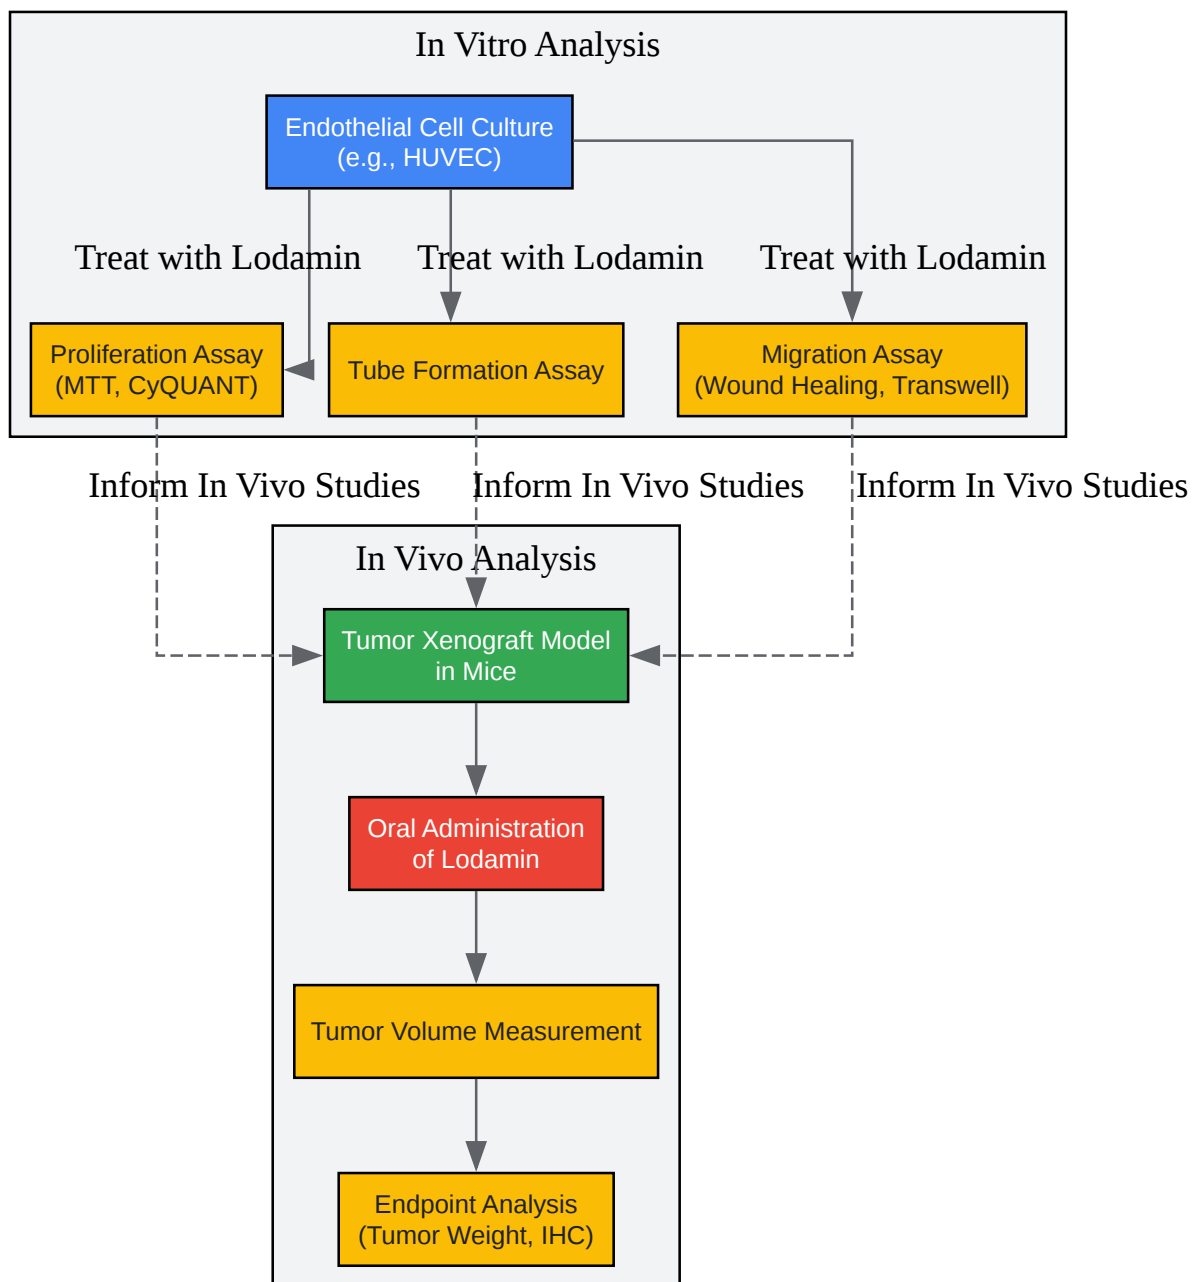 In Vitro Analysis
Endothelial Cell Culture
(e.g., HUVEC)
Treat with Lodamin
Treat with Lodamin
Treat with Lodamin
Proliferation Assay
(MTT, CyQUANT)
Tube Formation Assay
Migration Assay
(Wound Healing, Transwell)
Inform In Vivo Studies
Inform In Vivo Studies
Inform In Vivo Studies
In Vivo Analysis
Tumor Xenograft Model
in Mice
Oral Administration
of Lodamin
Tumor Volume Measurement
Endpoint Analysis
(Tumor Weight, IHC)